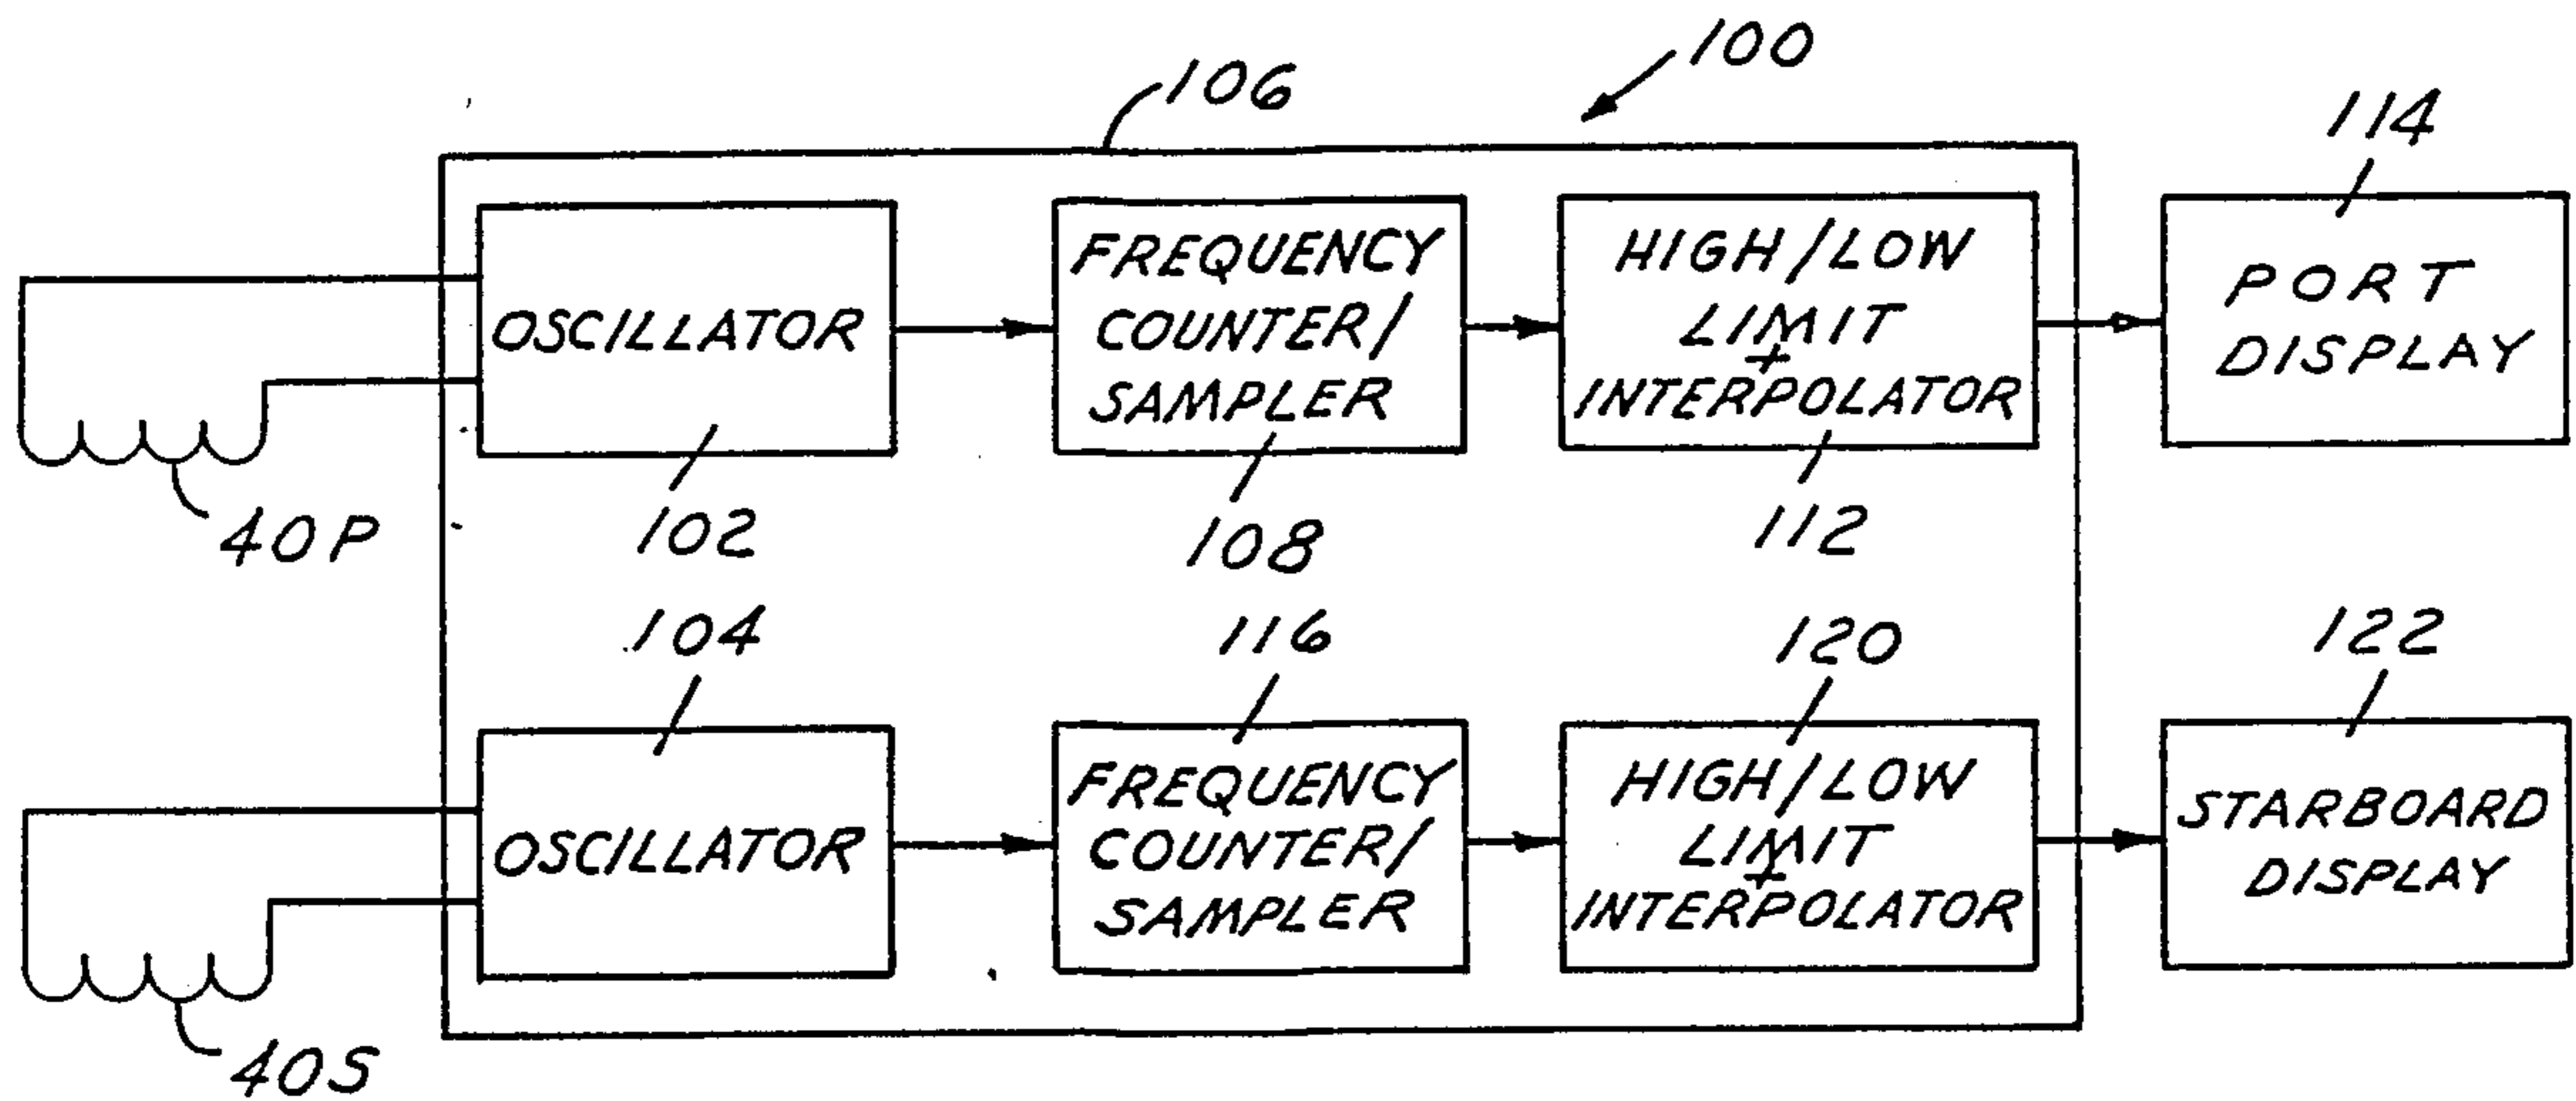 100
106
114
OSCILLATOR
FREQUENCY
COUNTER/
SAMPLER
HIGH/LOW
LIMIT
+
INTERPOLATOR
PORT
DISPLAY
40P
102
108
112
104
116
120
122
OSCILLATOR
FREQUENCY
COUNTER/
SAMPLER
HIGH/LOW
LIMIT
+
INTERPOLATOR
STARBOARD
DISPLAY
40S